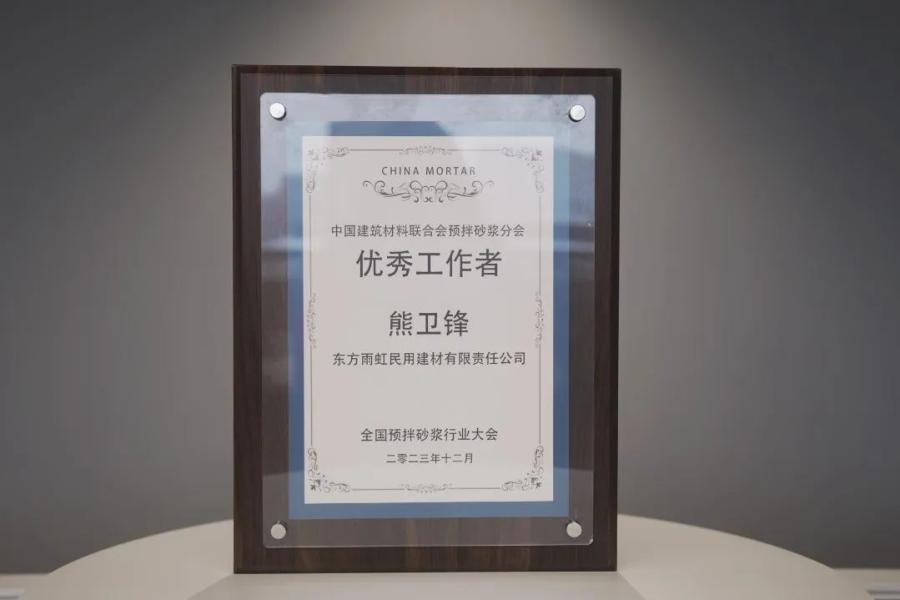 CHINA MORTAR
中国建筑材料联合会预拌砂浆分会
优秀工作者
熊卫锋
东方雨虹民用建材有限责任公司
全国预拌砂浆行业大会
二零二三年十二月